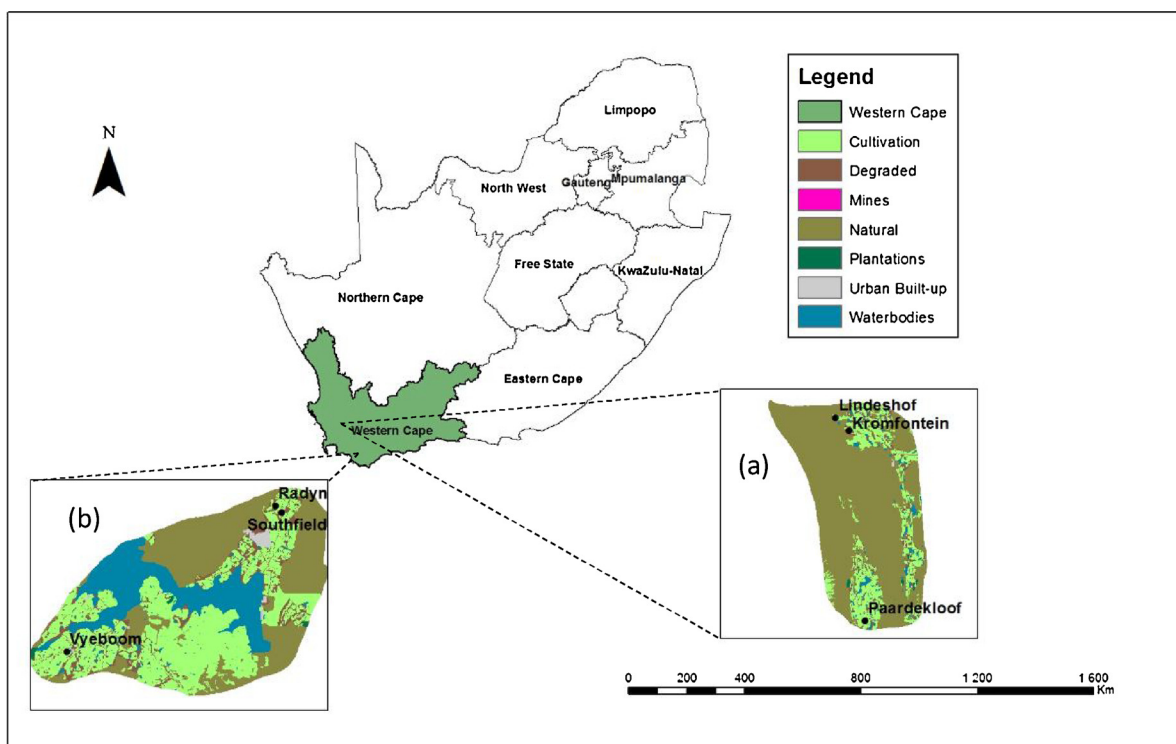 N
Limpopo
North West
Gauteng
Mpumalanga
Free State
KwaZulu-Natal
Northern Cape
Eastern Cape
Western Cape
Legend
Western Cape
Cultivation
Degraded
Mines
Natural
Plantations
Urban Built-up
Waterbodies
(a)
Lindeshof
Kromfontein
Paardekloof
(b)
Radyn
Southfield
Vyeboom
0 200 400 800 1 200 1 600
Km